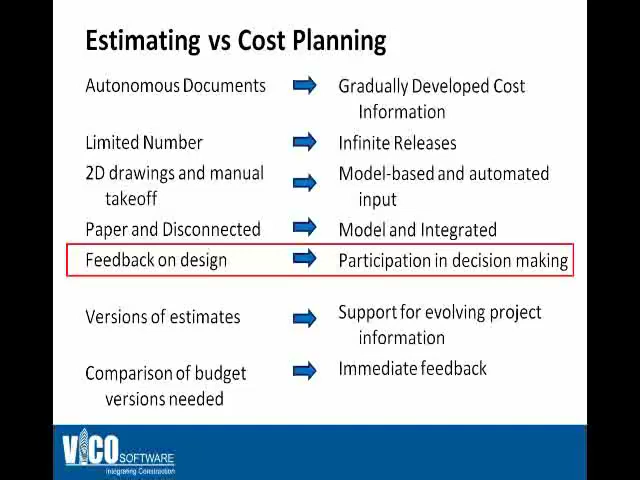 Estimating vs Cost Planning
Autonomous Documents
Gradually Developed Cost
Information
Limited Number
Infinite Releases
2D drawings and manual
takeoff
Model-based and automated
input
Paper and Disconnected
Model and Integrated
Feedback on design
Participation in decision making
Versions of estimates
Support for evolving project
information
Comparison of budget
versions needed
Immediate feedback
VICO SOFTWARE
Integrating Construction